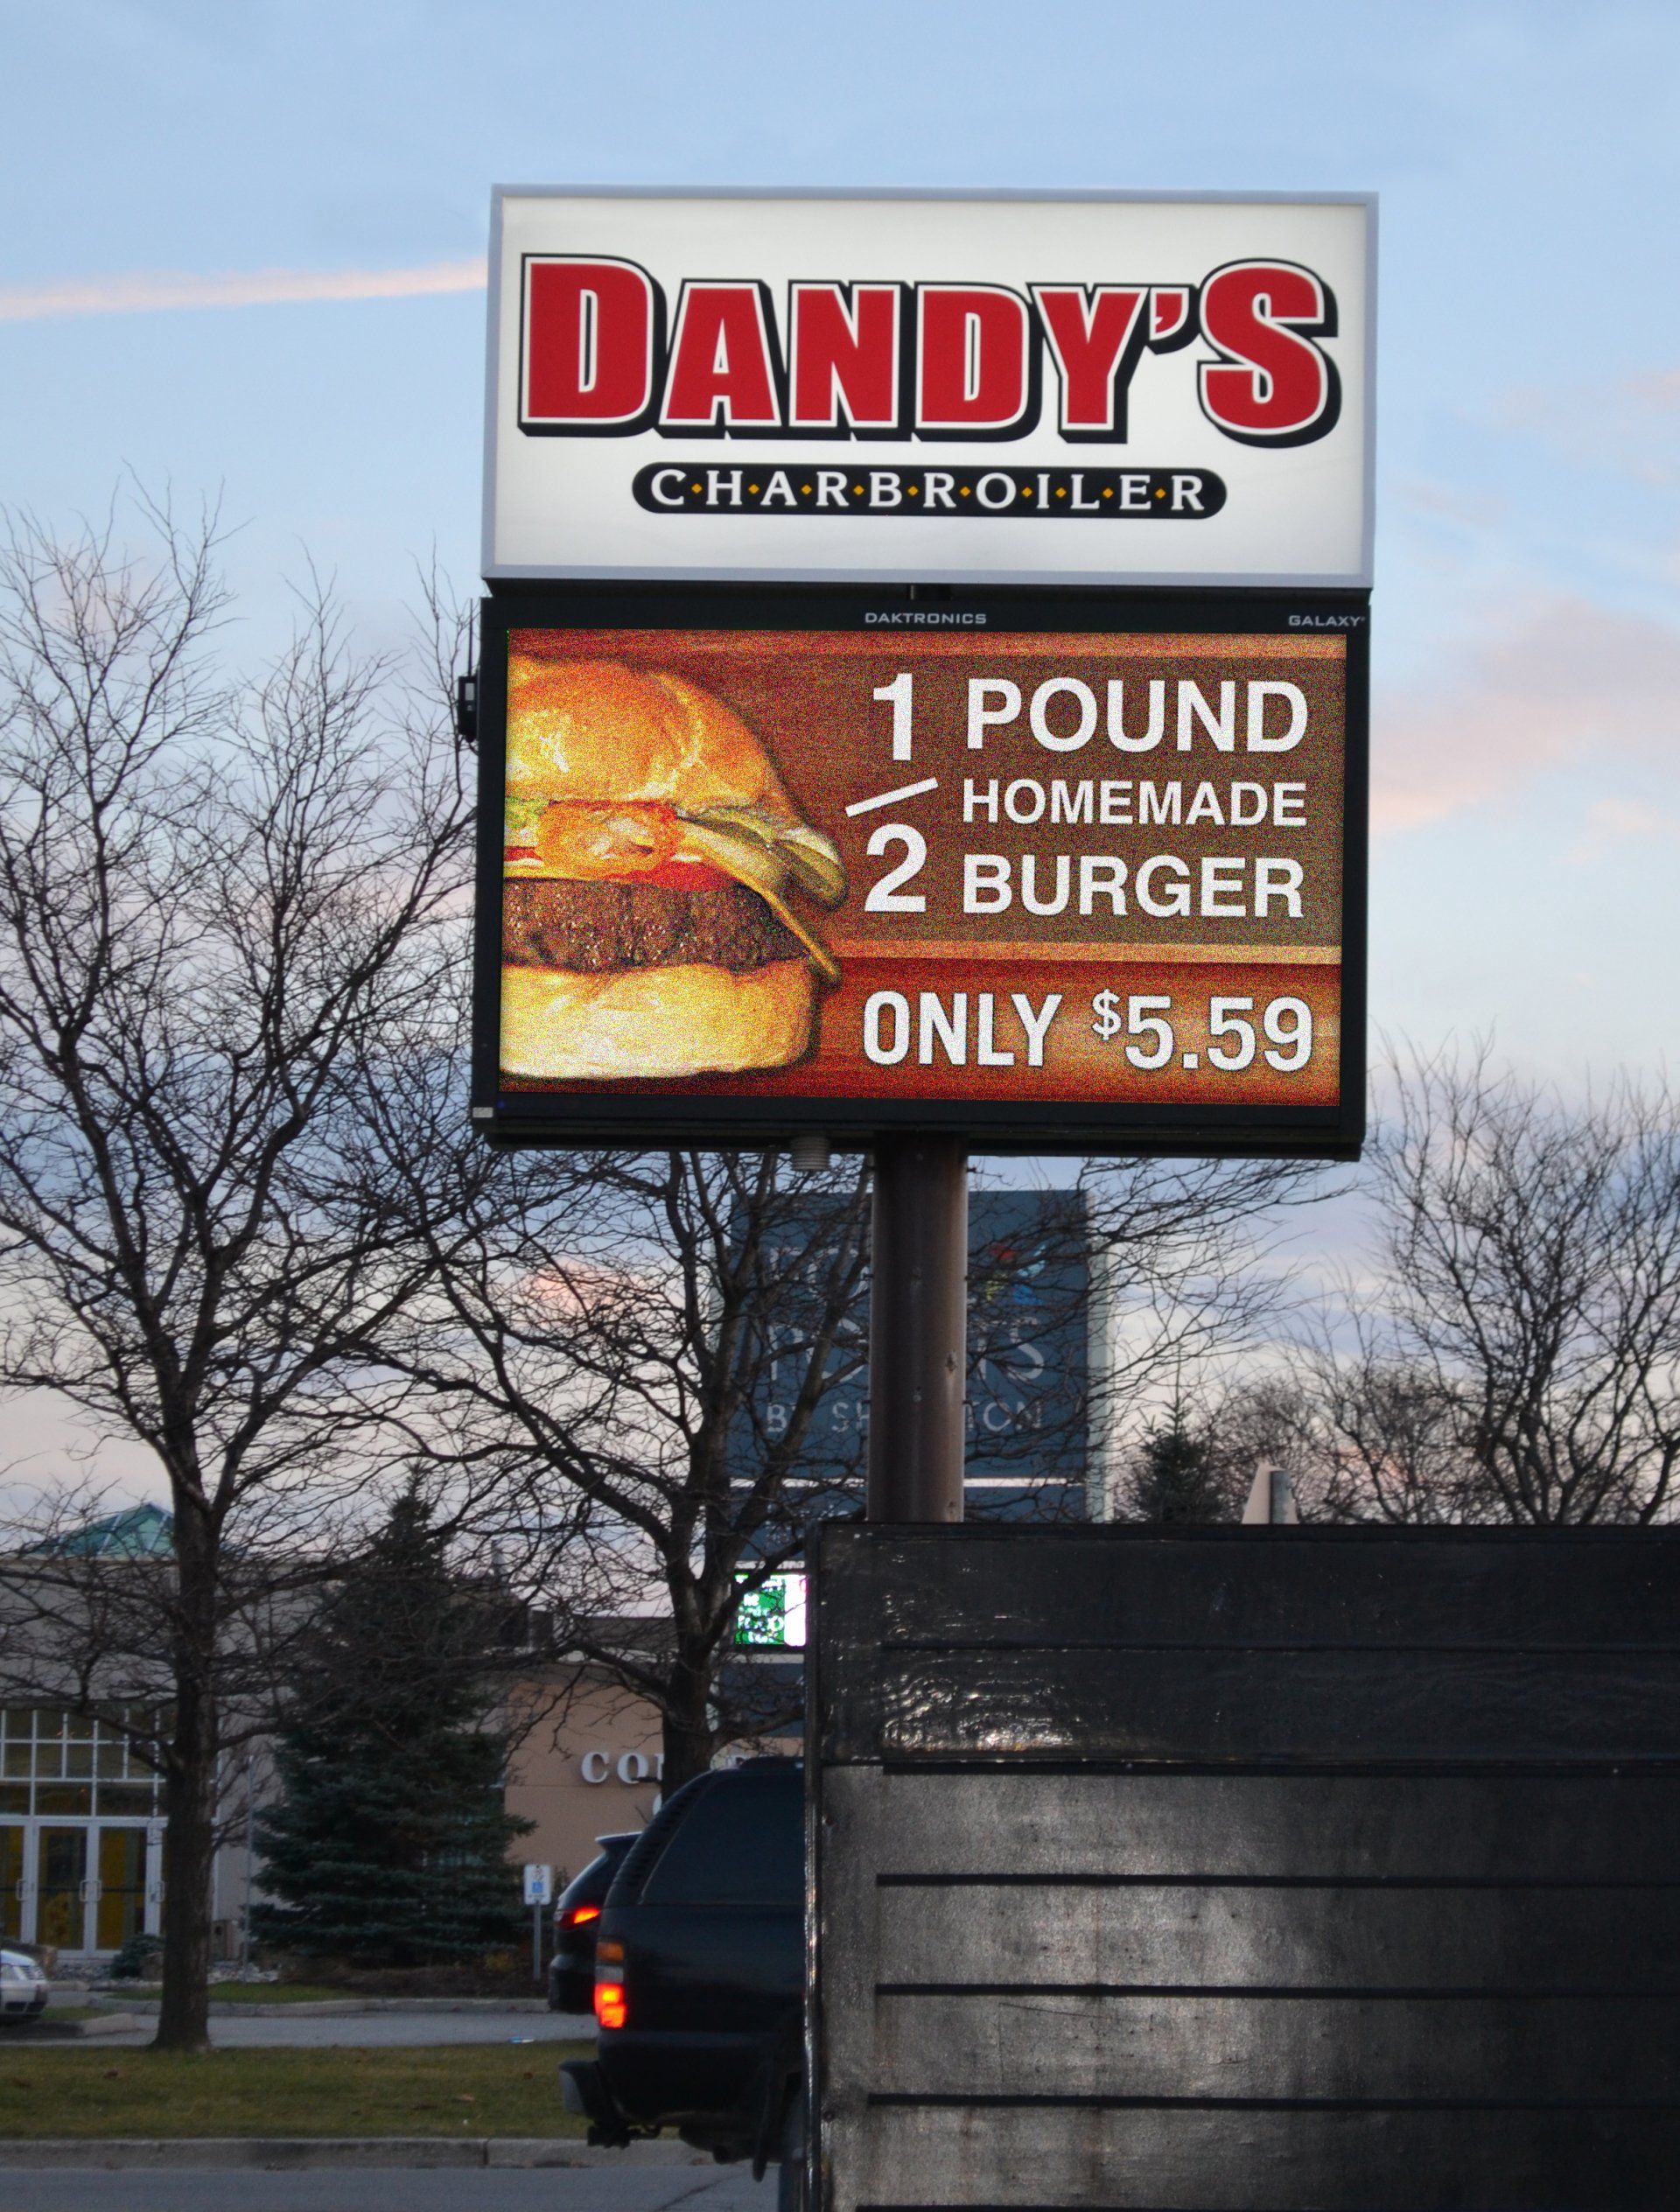 DANDY'S
C·H·A·R·B·R·O·I·L·E·R
DAKTRONICS
GALAXY
1/2 POUND
HOMEMADE
BURGER
ONLY $5.59